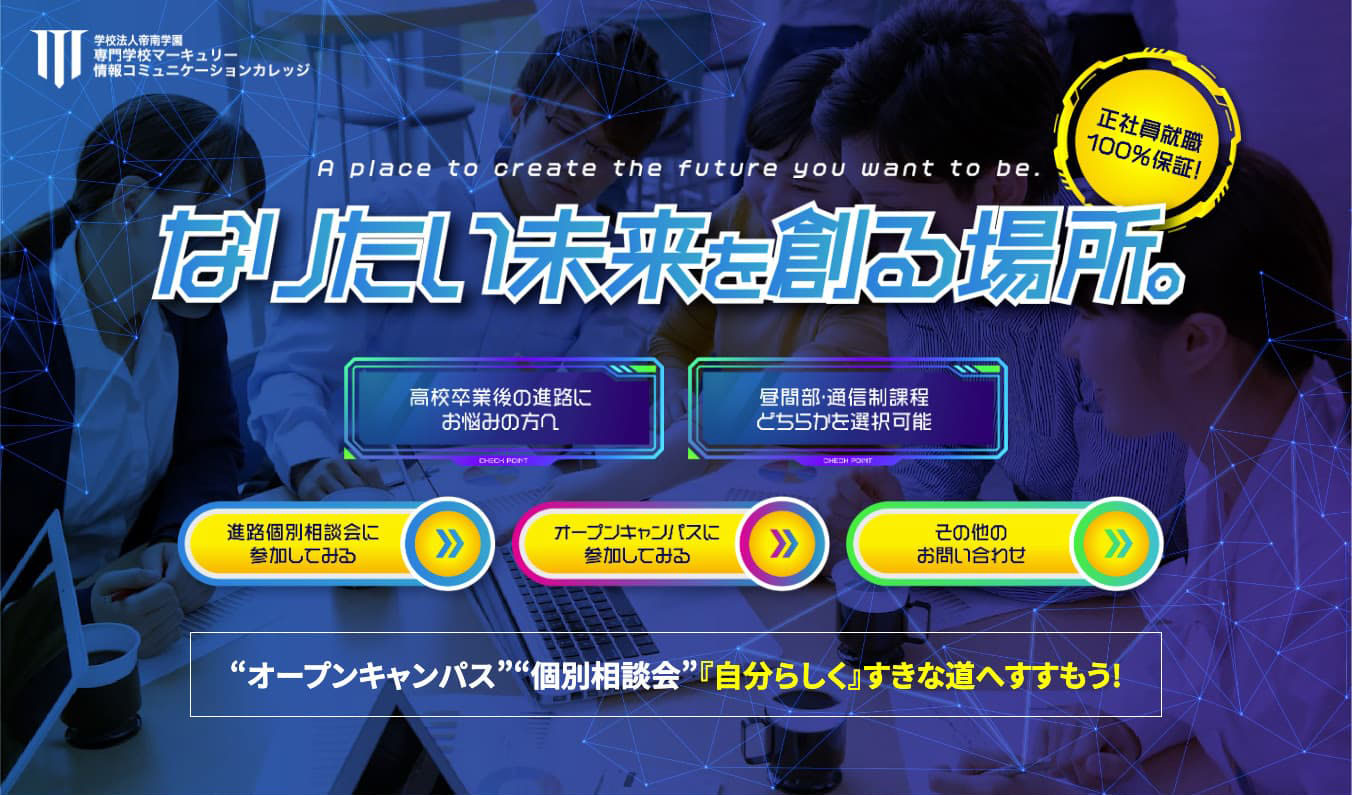 学校法人帝南学園
専門学校マーキュリー
情報コミュニケーションカレッジ
正社員就職
100%保証!
A place to create the future you want to be.
なりたい未来を創る場所。
高校卒業後の進路に
お悩みの方へ
CHECK POINT
昼間部・通信制課程
どちらかを選択可能
CHECK POINT
進路個別相談会に
参加してみる
オープンキャンパスに
参加してみる
その他の
お問い合わせ
“オープンキャンパス”“個別相談会”『自分らしく』すきな道へすすもう!